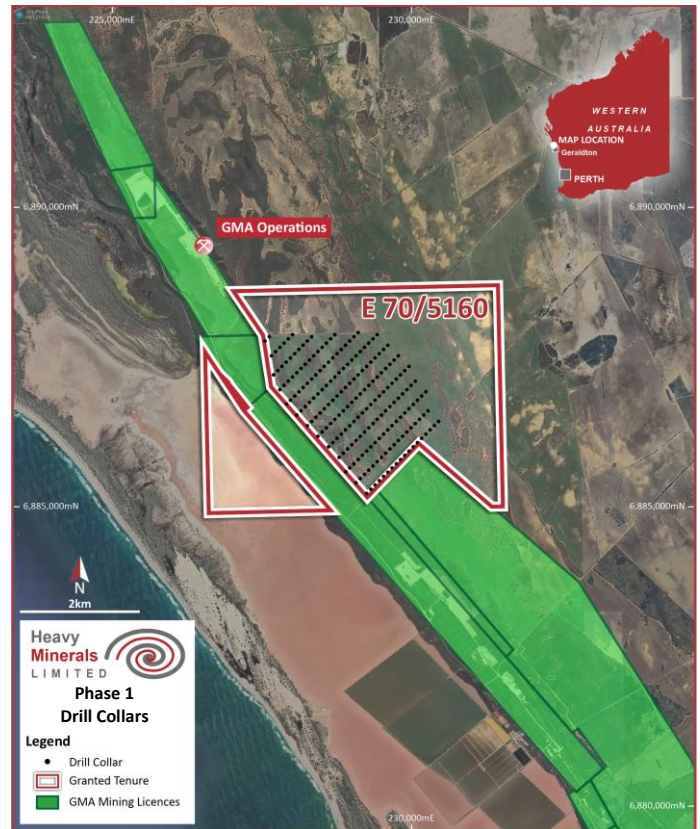 225,000mE
230,000mE
WESTERN
AUSTRALIA
MAP LOCATION
Geraldton
PERTH
6,890,000mN
6,890,000mN
GMA Operations
E 70/5160
6,885,000mN
6,885,000mN
N
2km
Heavy
Minerals
LIMITED
Phase 1
Drill Collars
Legend
Drill Collar
Granted Tenure
GMA Mining Licences
6,880,000mN
230,000mE